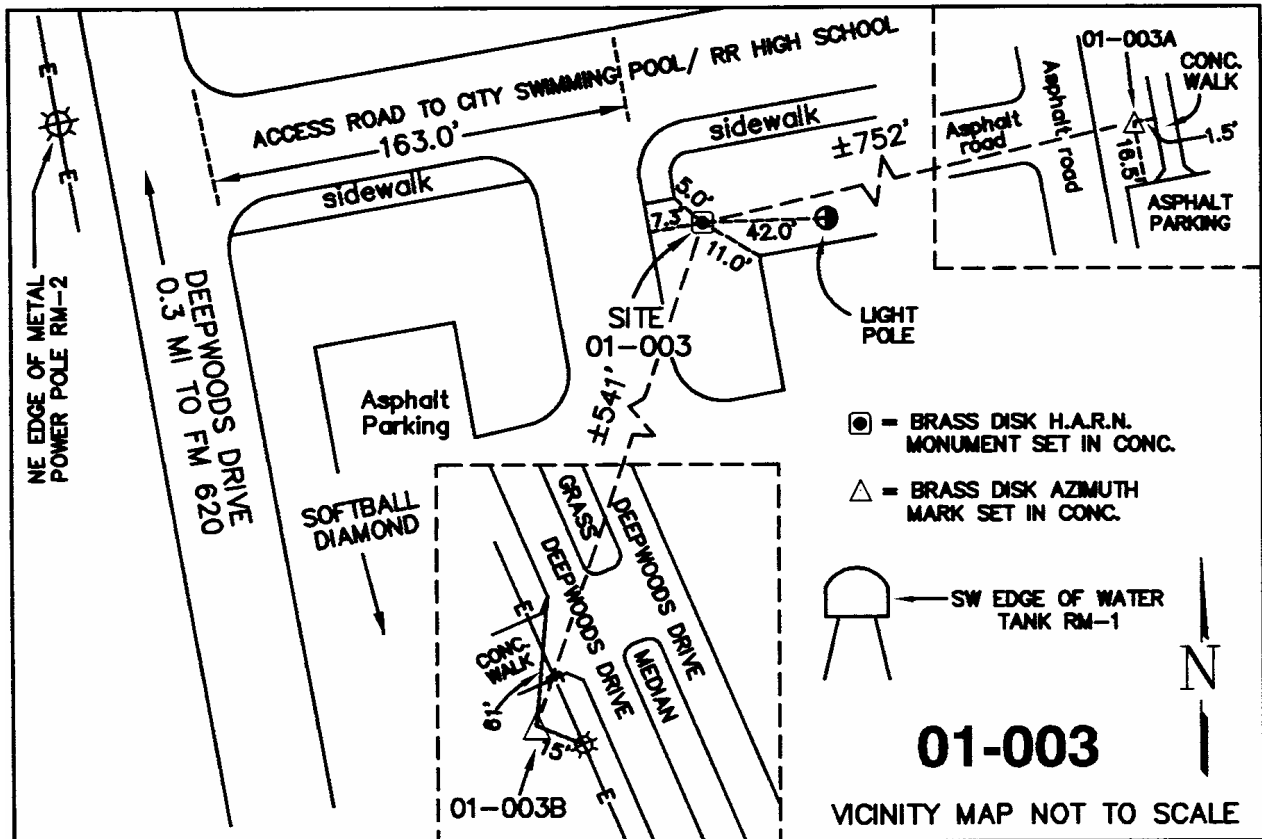 NE EDGE OF METAL
POWER POLE RM-2
E
E
DEEPWOODS DRIVE
0.3 MI TO FM 620
ACCESS ROAD TO CITY SWIMMING POOL/ RR HIGH SCHOOL
163.0'
sidewalk
sidewalk
5.0'
7.3'
42.0'
11.0'
±752'
SITE
01-003
LIGHT
POLE
±541'
Asphalt
Parking
SOFTBALL
DIAMOND
01-003A
CONC.
WALK
Asphalt road
Asphalt
road
1.5'
16.5'
ASPHALT
PARKING
GRASS
DEEPWOODS DRIVE
DEEPWOODS DRIVE
MEDIAN
E
E
E
CONC.
WALK
61'
75'
01-003B
= BRASS DISK H.A.R.N.
MONUMENT SET IN CONC.
= BRASS DISK AZIMUTH
MARK SET IN CONC.
SW EDGE OF WATER
TANK RM-1
N
01-003
VICINITY MAP NOT TO SCALE